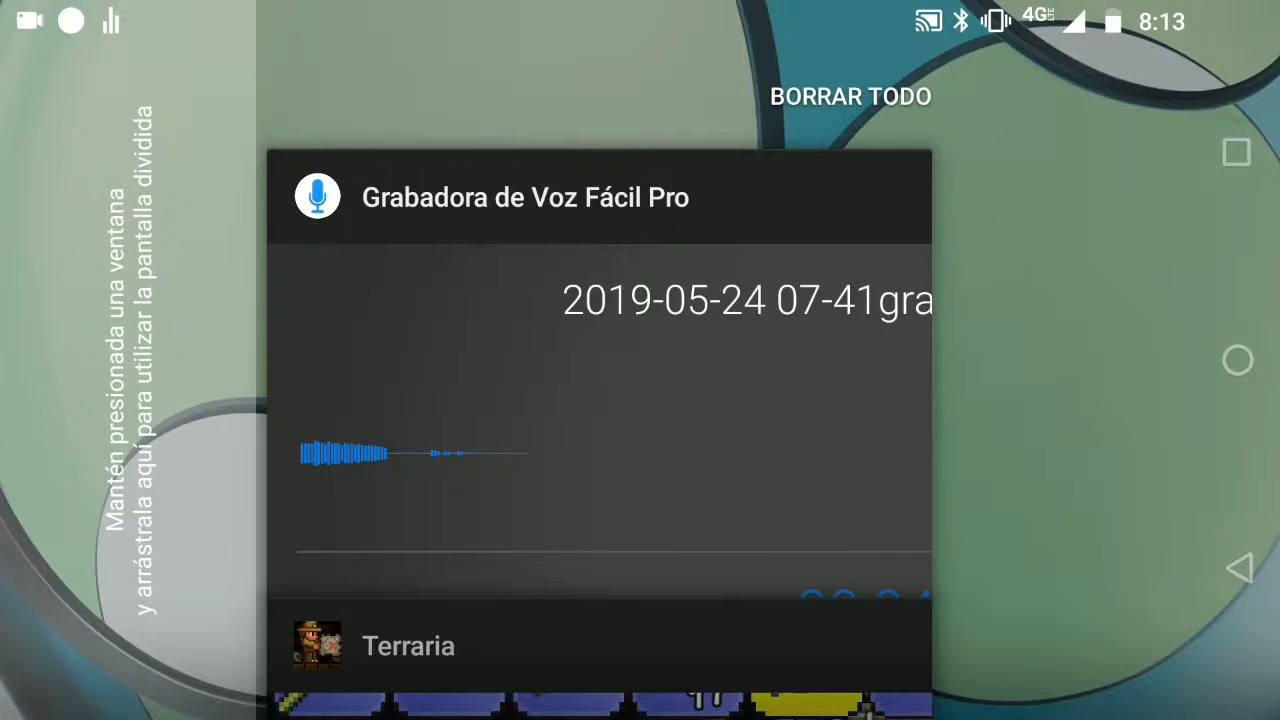 4G LTE
8:13
BORRAR TODO
Mantén presionada una ventana
y arrástrala aquí para utilizar la pantalla dividida
Grabadora de Voz Fácil Pro
2019-05-24 07-41gra
Terraria